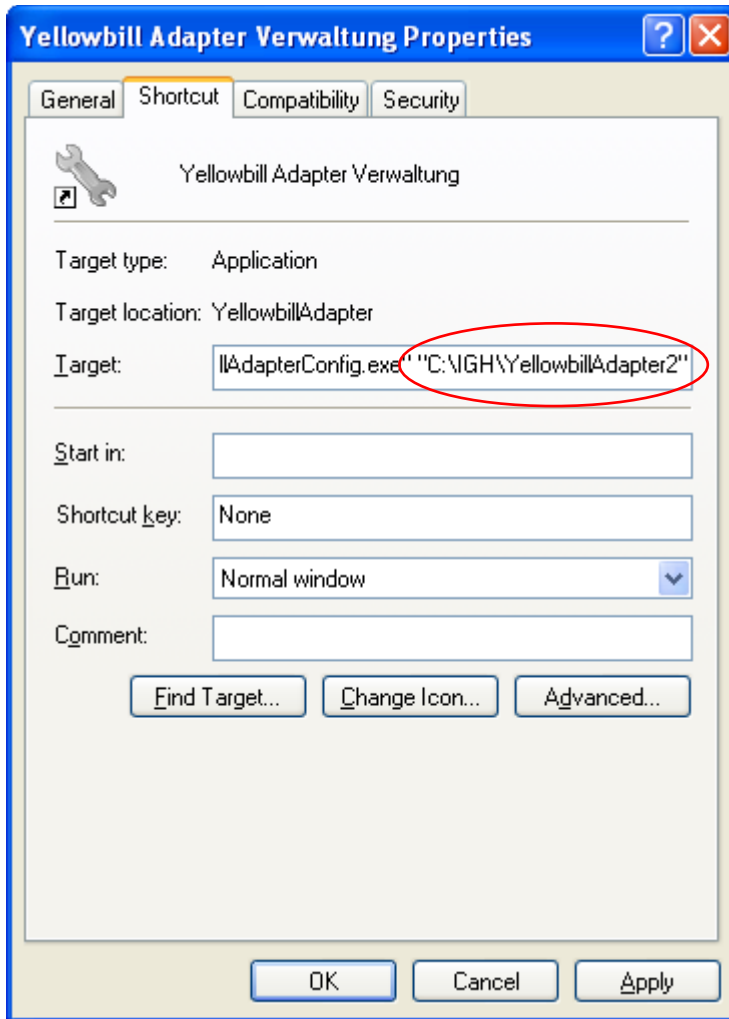 Yellowbill Adapter Verwaltung Properties
General Shortcut Compatibility Security
Yellowbill Adapter Verwaltung
Target type: Application
Target location: YellowbillAdapter
Target: llAdapterConfig.exe" "C:\IGH\YellowbillAdapter2"
Start in:
Shortcut key: None
Run: Normal window
Comment:
Find Target... Change Icon... Advanced...
OK Cancel Apply